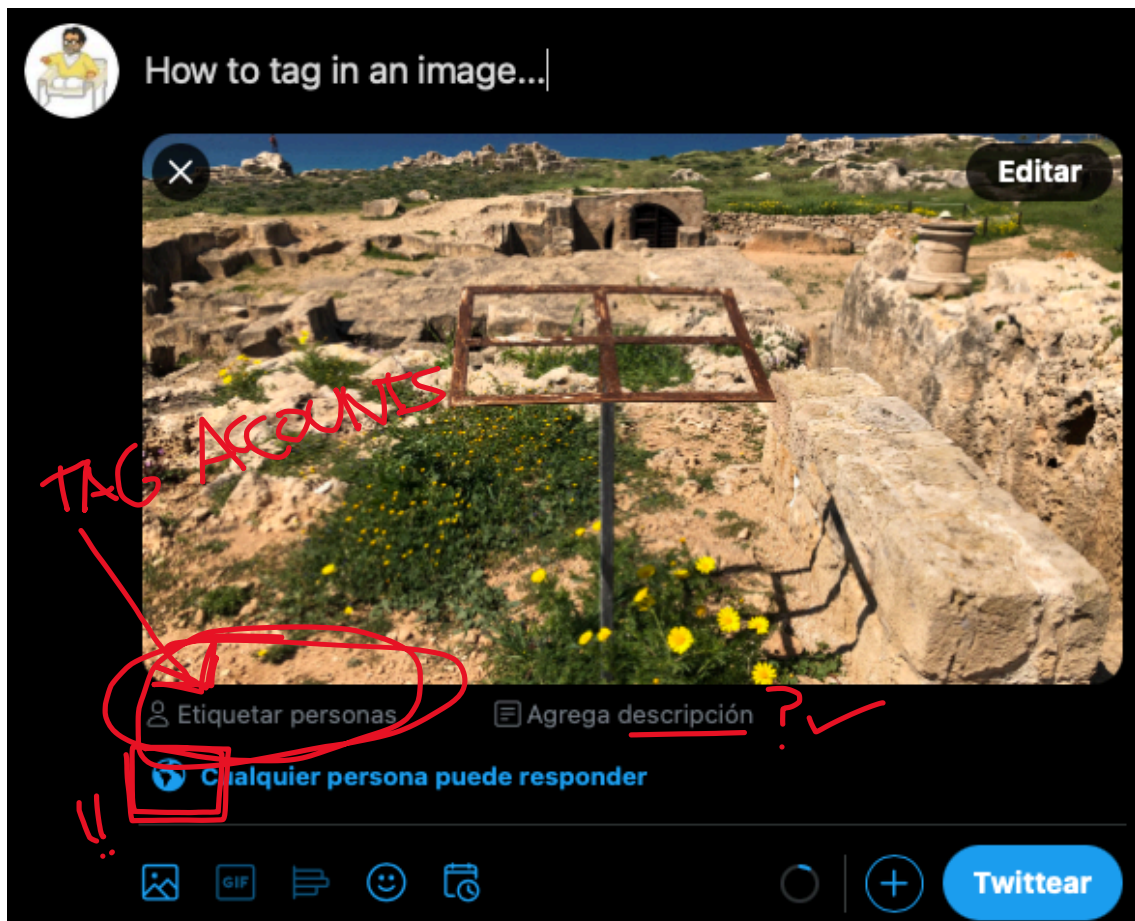 How to tag in an image...
Editar
TAG ACCOUNTS
Etiquetar personas
Agrega descripción ?
Cualquier persona puede responder
!!
GIF
Twittear